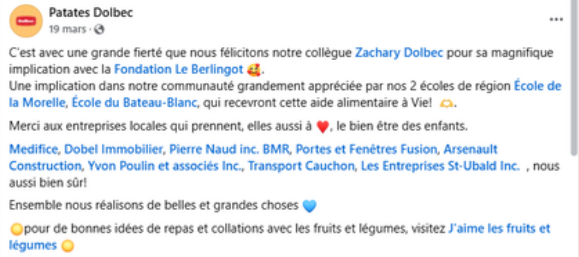 Patates Dolbec
19 mars ·
C'est avec une grande fierté que nous félicitons notre collègue Zachary Dolbec pour sa magnifique
implication avec la Fondation Le Berlingot 🥰.
Une implication dans notre communauté grandement appréciée par nos 2 écoles de région École de
la Morelle, École du Bateau-Blanc, qui recevront cette aide alimentaire à Vie! 🫶.
Merci aux entreprises locales qui prennent, elles aussi à ❤️, le bien être des enfants.
Medifice, Dobel Immobilier, Pierre Naud inc. BMR, Portes et Fenêtres Fusion, Arsenault
Construction, Yvon Poulin et associés Inc., Transport Cauchon, Les Entreprises St-Ubald Inc. , nous
aussi bien sûr!
Ensemble nous réalisons de belles et grandes choses 💙
pour de bonnes idées de repas et collations avec les fruits et légumes, visitez J'aime les fruits et
légumes